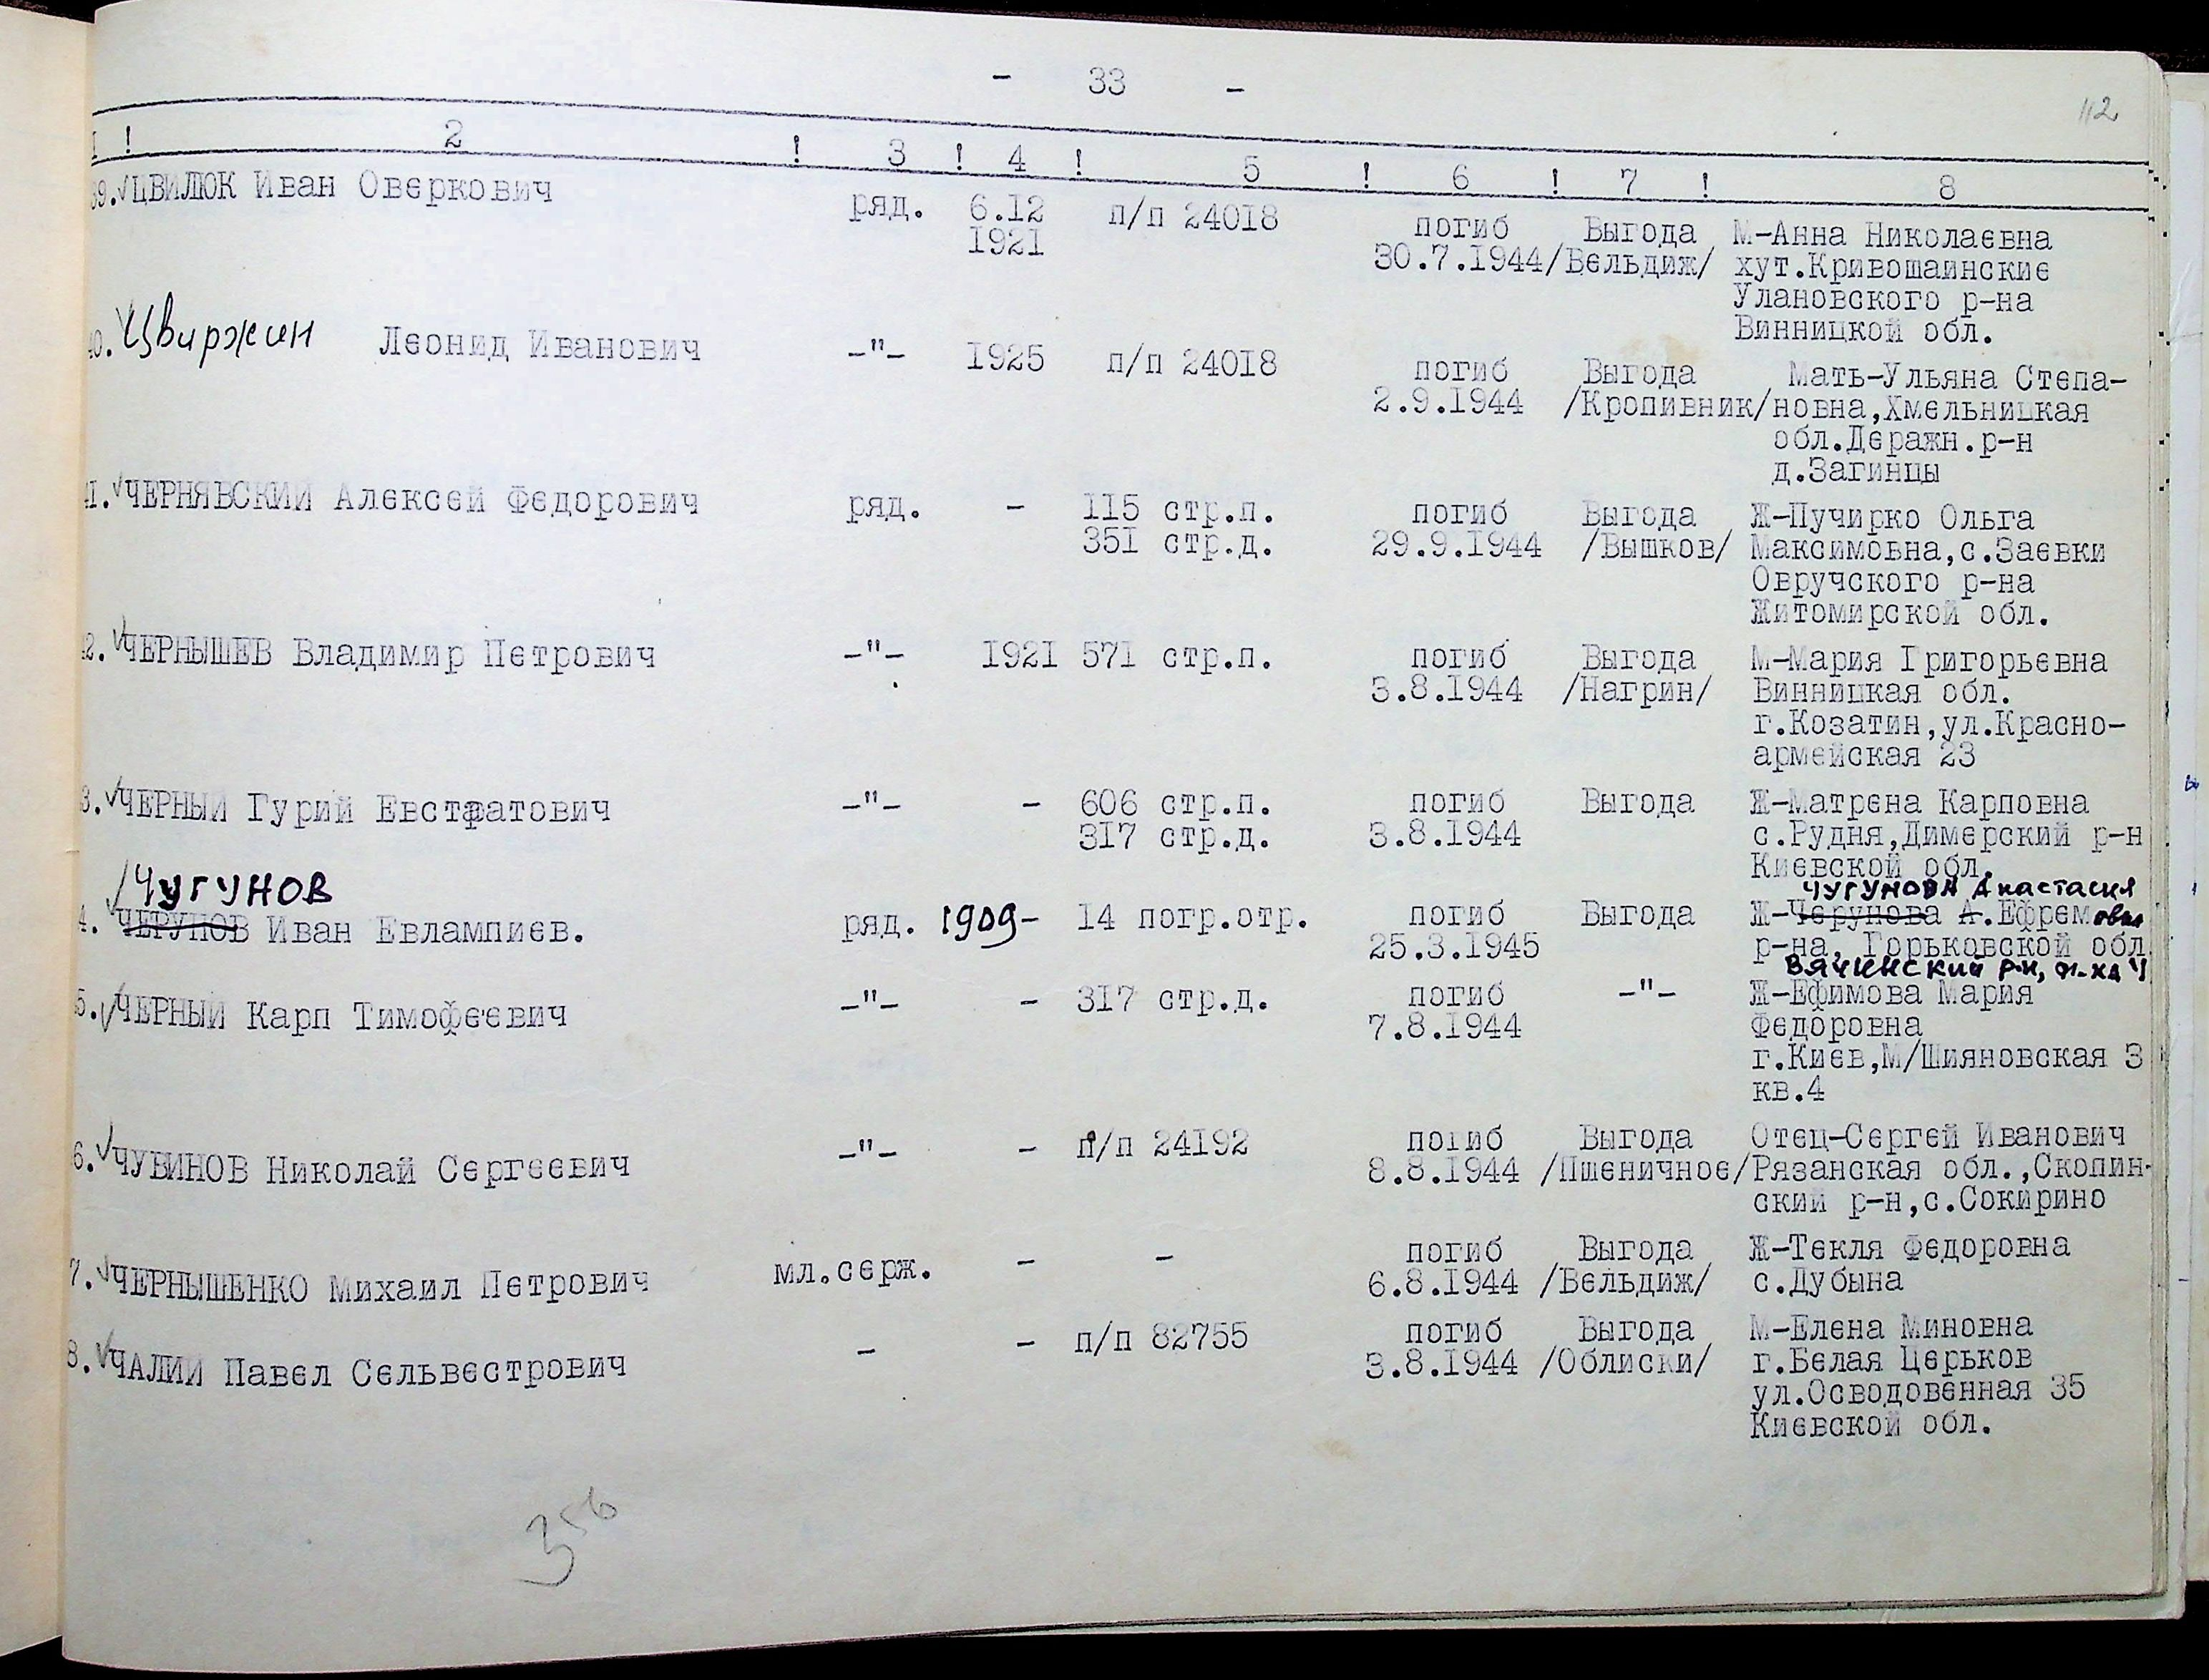 - 33 -
112
1 ! 2 ! 3 ! 4 ! 5 ! 6 ! 7 ! 8
39. ЦВИЛЮК Иван Оверкович ряд. 6.12 п/п 24018 погиб Выгода М-Анна Николаевна
1921 30.7.1944 /Вельдиж/ хут.Кривошаинские
Улановского р-на
Винницкой обл.
40. Цвиржин Леонид Иванович -"- 1925 п/п 24018 погиб Выгода Мать-Ульяна Степа-
2.9.1944 /Кропивник/ новна,Хмельницкая
обл.Деражн.р-н
д.Загинцы
41. ЧЕРНЯВСКИЙ Алексей Федорович ряд. - 115 стр.п. погиб Выгода Ж-Пучирко Ольга
351 стр.д. 29.9.1944 /Вышков/ Максимовна,с.Заевки
Овручского р-на
Житомирской обл.
42. ЧЕРНЫШЕВ Владимир Петрович -"- 1921 571 стр.п. погиб Выгода М-Мария Григорьевна
3.8.1944 /Нагрин/ Винницкая обл.
г.Козатин,ул.Красно-
армейская 23
3. ЧЕРНЫЙ Гурий Евстфатович -"- - 606 стр.п. погиб Выгода Ж-Матрена Карповна
317 стр.д. 3.8.1944 с.Рудня,Димерский р-н
Киевской обл.
Чугунов Чугунова Анастасия
4. ЧЕРУНОВ Иван Евлампиев. ряд. 1909- 14 погр.отр. погиб Выгода Ж-Черунова А.Ефремовна
25.3.1945 р-на, Горьковской обл
р-н,
5. ЧЕРНЫЙ Карп Тимофеевич -"- - 317 стр.д. погиб -"- Ж-Ефимова Мария
7.8.1944 Федоровна
г.Киев,М/Шияновская 3
кв.4
6. ЧУБИНОВ Николай Сергеевич -"- - п/п 24192 погиб Выгода Отец-Сергей Иванович
8.8.1944 /Пшеничное/ Рязанская обл.,Скопин-
ский р-н,с.Сокирино
7. ЧЕРНЫШЕНКО Михаил Петрович мл.серж. - - погиб Выгода Ж-Текля Федоровна
6.8.1944 /Вельдиж/ с.Дубына
8. ЧАЛИЙ Павел Сельвестрович - - п/п 82755 погиб Выгода М-Елена Миновна
3.8.1944 /Облиски/ г.Белая Церьков
ул.Осводовенная 35
Киевской обл.
356